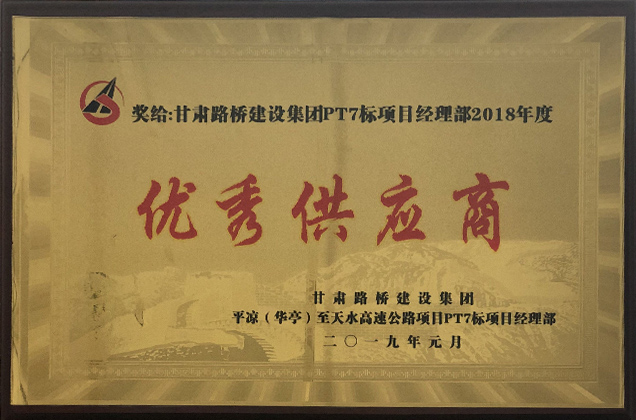 奖给:甘肃路桥建设集团PT7标项目经理部2018年度
优秀供应商
甘肃路桥建设集团
平凉（华亭）至天水高速公路项目PT7标项目经理部
二〇一九年元月